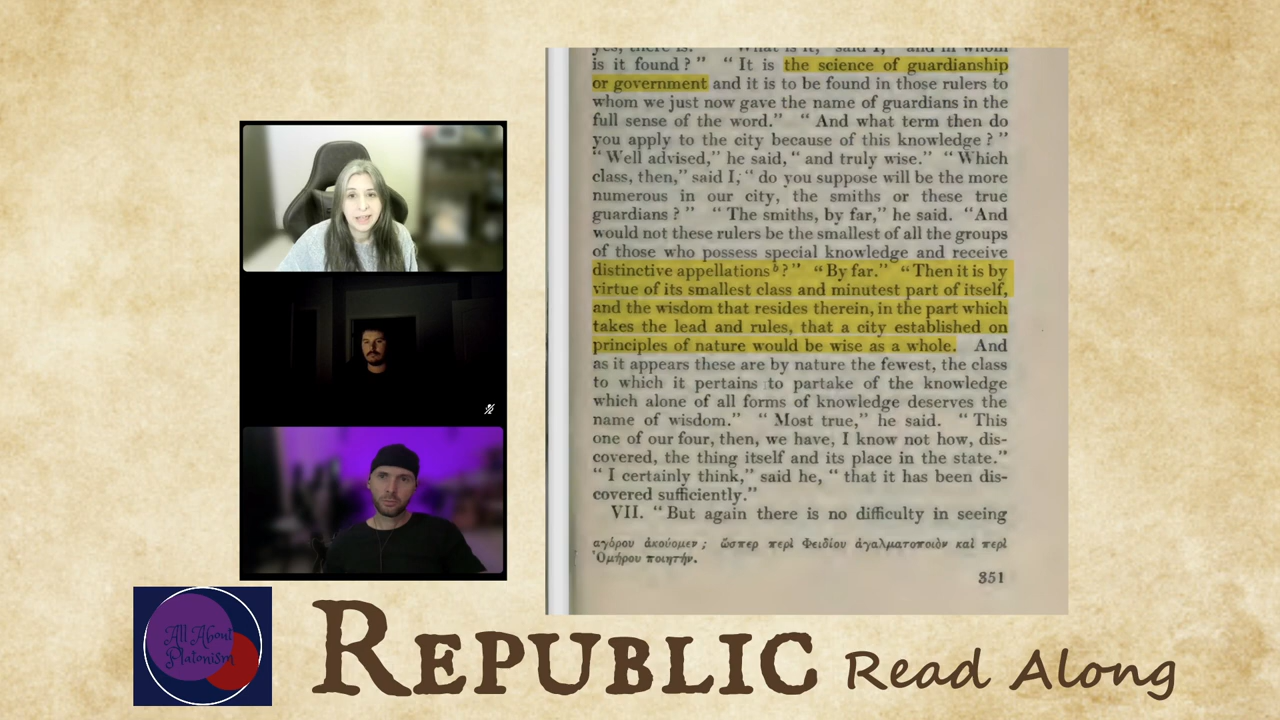 yes, there is." "What is it," said I, "and in whom
is it found?" "It is the science of guardianship
or government and it is to be found in those rulers to
whom we just now gave the name of guardians in the
full sense of the word." "And what term then do
you apply to the city because of this knowledge?"
"Well advised," he said, "and truly wise." "Which
class, then," said I, "do you suppose will be the more
numerous in our city, the smiths or these true
guardians?" "The smiths, by far," he said. "And
would not these rulers be the smallest of all the groups
of those who possess special knowledge and receive
distinctive appellations b?" "By far." "Then it is by
virtue of its smallest class and minutest part of itself,
and the wisdom that resides therein, in the part which
takes the lead and rules, that a city established on
principles of nature would be wise as a whole. And
as it appears these are by nature the fewest, the class
to which it pertains to partake of the knowledge
which alone of all forms of knowledge deserves the
name of wisdom." "Most true," he said. "This
one of our four, then, we have, I know not how, dis-
covered, the thing itself and its place in the state."
"I certainly think," said he, "that it has been dis-
covered sufficiently."
VII. "But again there is no difficulty in seeing
αγόρου ἀκούομεν; ὥσπερ περὶ Φειδίου ἀγαλματοποιὸν καὶ περὶ
Ὁμήρου ποιητήν.
351
All About
Platonism
REPUBLIC Read Along